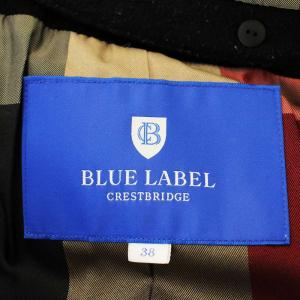 CB
BLUE LABEL
CRESTBRIDGE
38